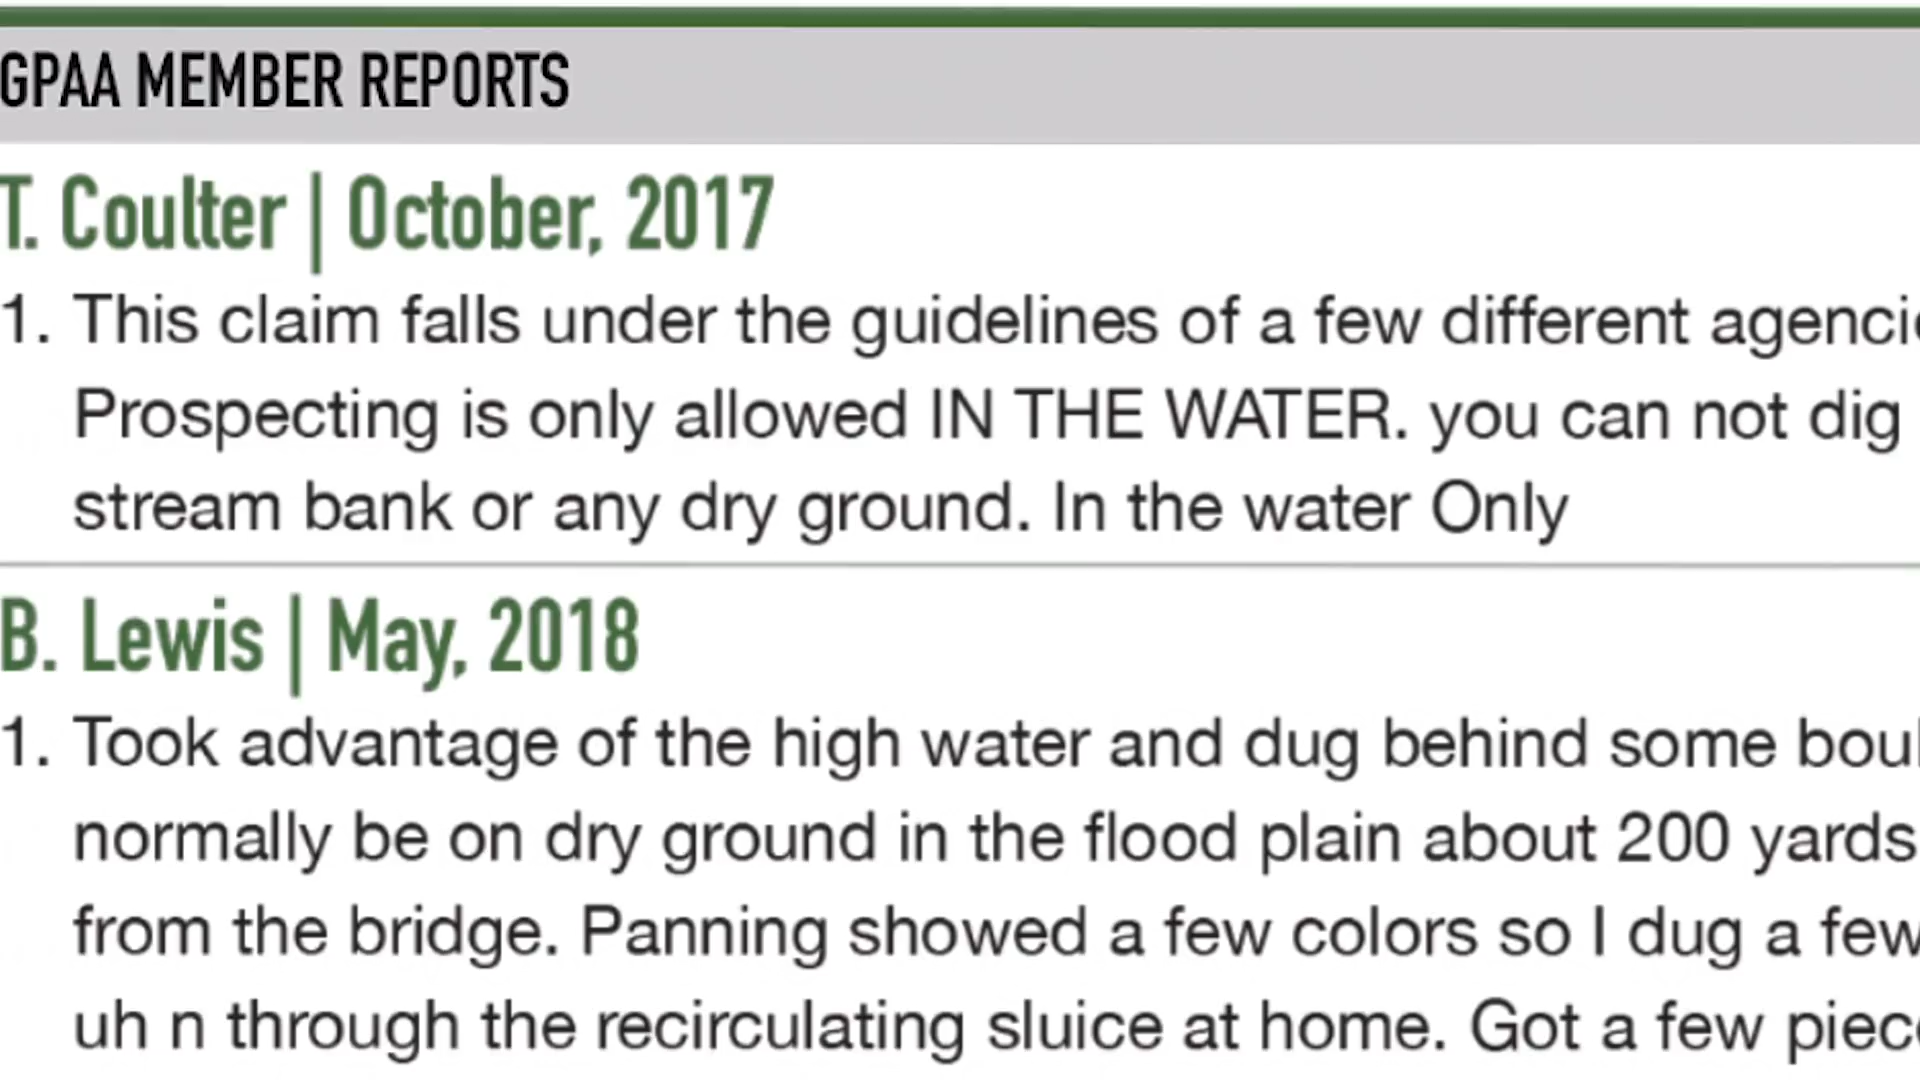 GPAA MEMBER REPORTS
T. Coulter | October, 2017
1. This claim falls under the guidelines of a few different
Prospecting is only allowed IN THE WATER. you can not dig
stream bank or any dry ground. In the water Only
B. Lewis | May, 2018
1. Took advantage of the high water and dug behind some
normally be on dry ground in the flood plain about 200 yards
from the bridge. Panning showed a few colors so I dug a few
uh n through the recirculating sluice at home. Got a few